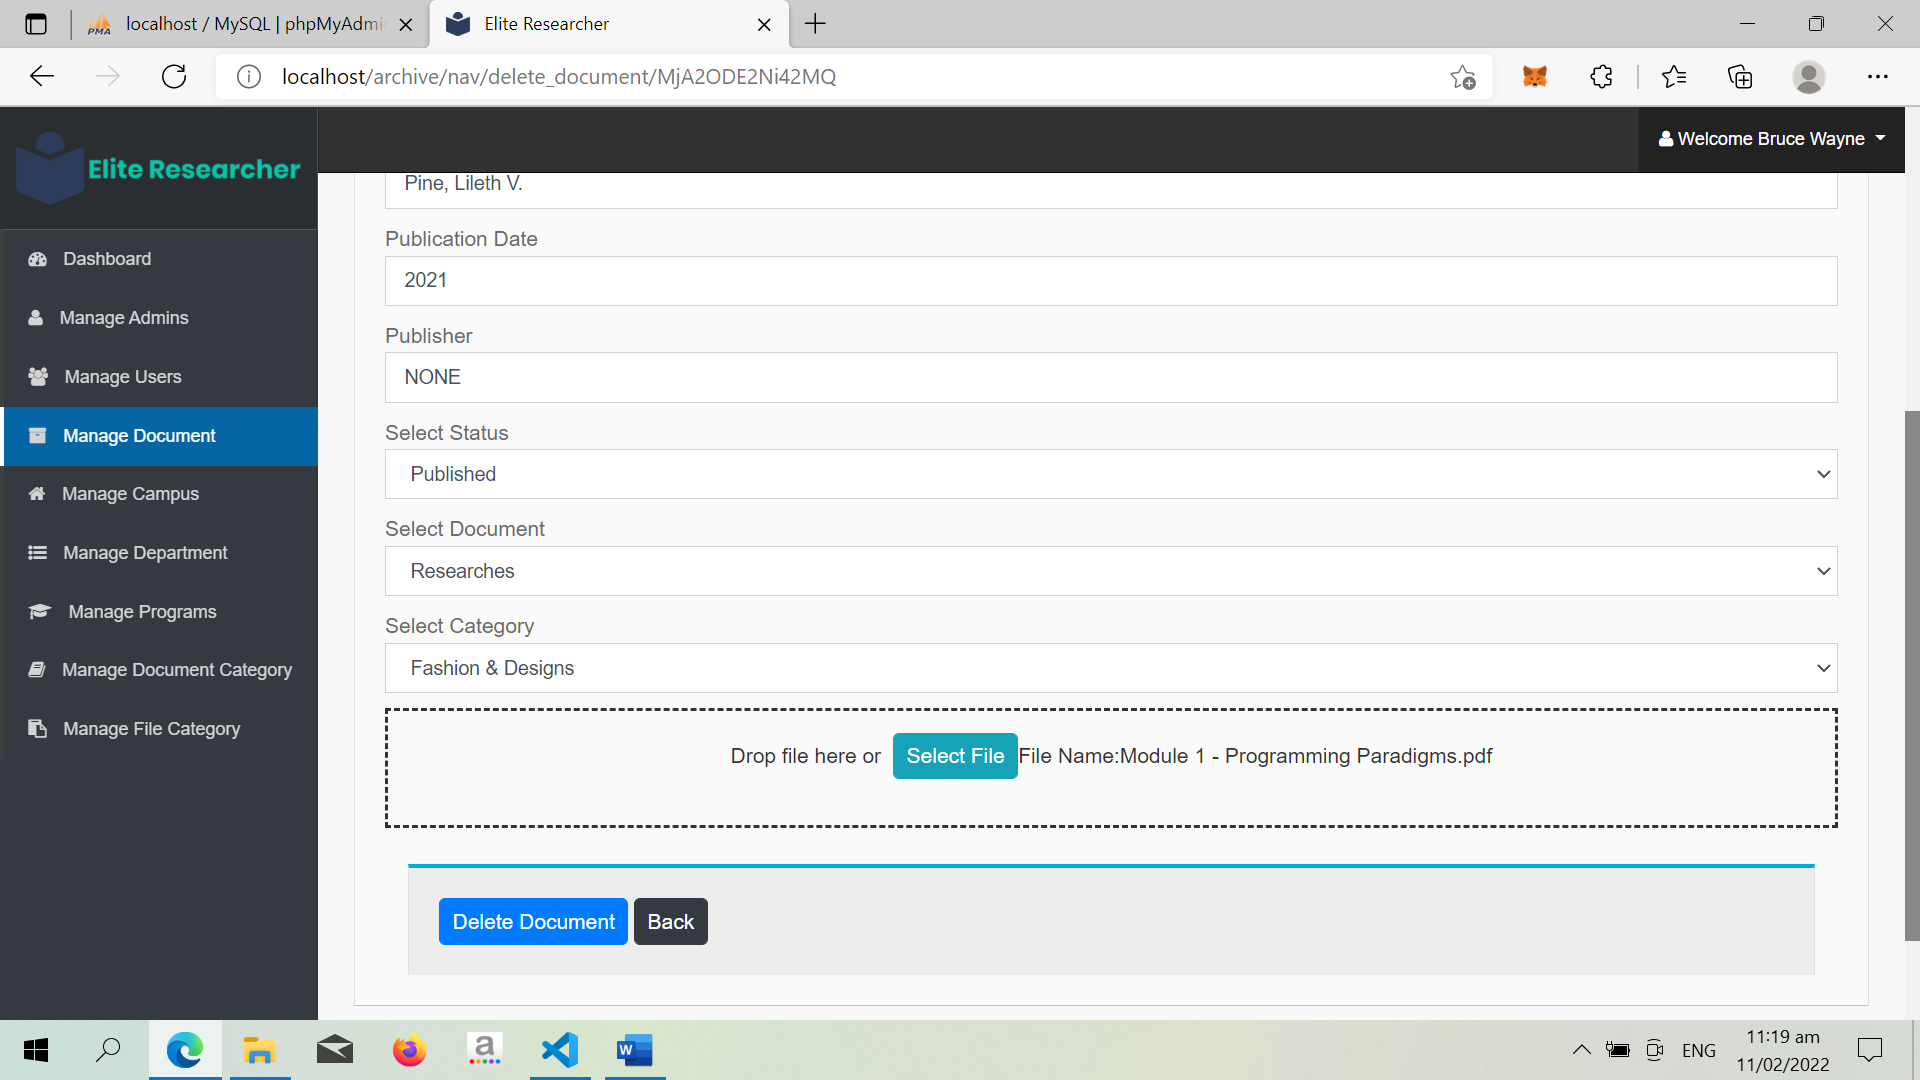 localhost / MySQL | phpMyAdmi
Elite Researcher
localhost/archive/nav/delete_document/MjA2ODE2Ni42MQ
Elite Researcher
Welcome Bruce Wayne
Dashboard
Manage Admins
Manage Users
Manage Document
Manage Campus
Manage Department
Manage Programs
Manage Document Category
Manage File Category
Pine, Lileth V.
Publication Date
2021
Publisher
NONE
Select Status
Published
Select Document
Researches
Select Category
Fashion & Designs
Drop file here or Select File File Name:Module 1 - Programming Paradigms.pdf
Delete Document Back
PMA
a
W
ENG
11:19 am
11/02/2022